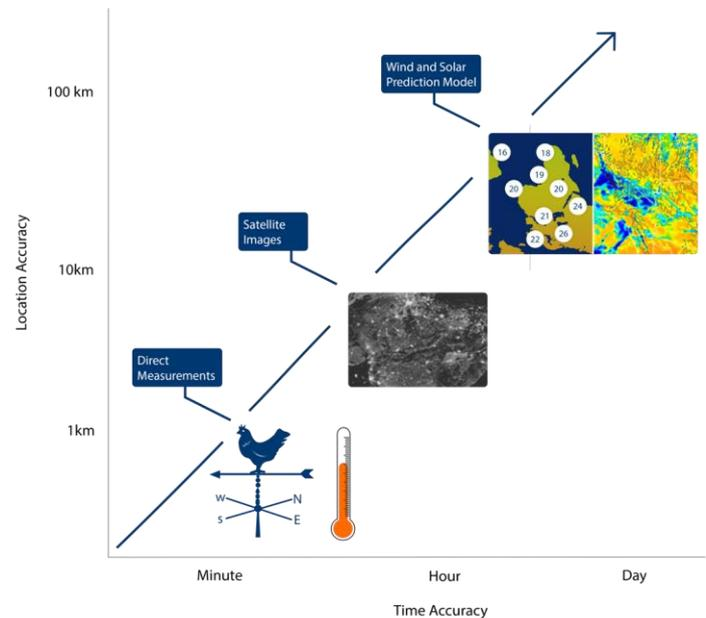 Wind and Solar
Prediction Model
100 km
16
18
19
20
20
24
21
22
26
Satellite
Images
10km
Location Accuracy
Direct
Measurements
1km
W
N
S
E
Minute
Hour
Day
Time Accuracy